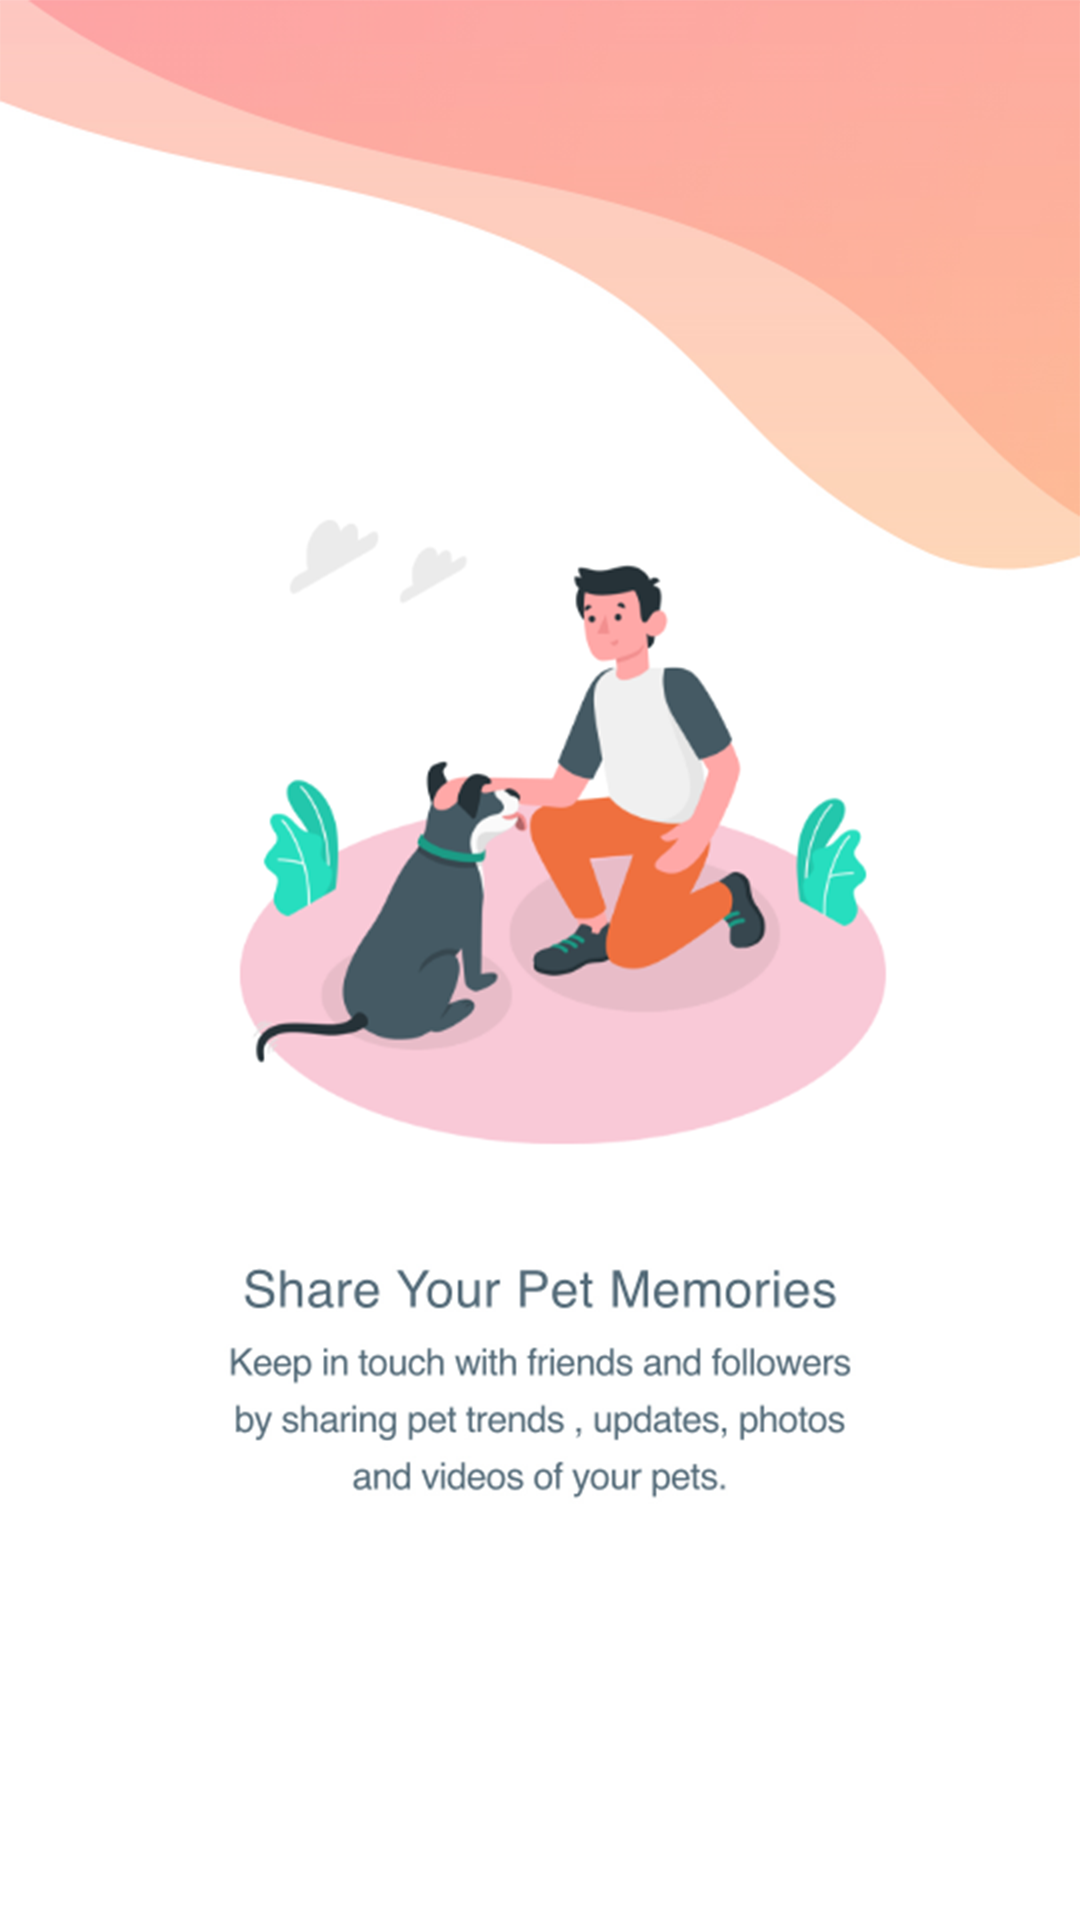 Share Your Pet Memories
Keep in touch with friends and followers
by sharing pet trends , updates, photos
and videos of your pets.